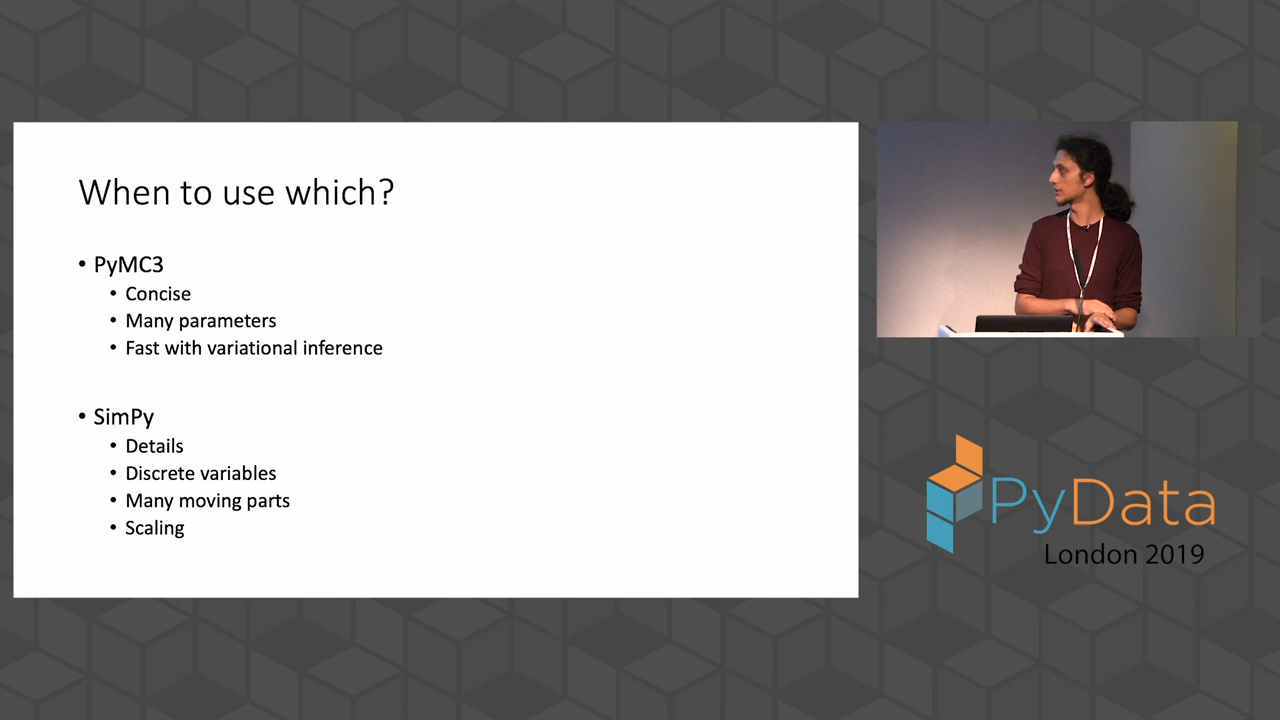 When to use which?
• PyMC3
• Concise
• Many parameters
• Fast with variational inference
• SimPy
• Details
• Discrete variables
• Many moving parts
• Scaling
PyData
London 2019